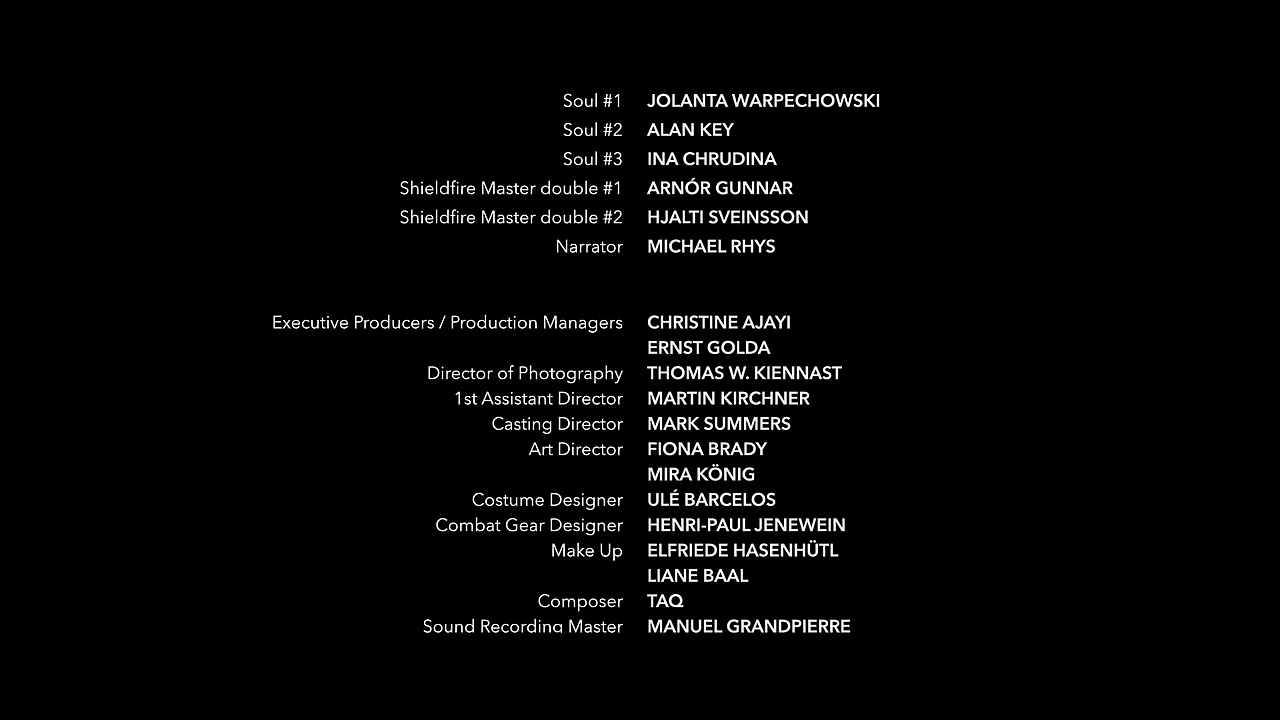 Soul #1 JOLANTA WARPECHOWSKI
Soul #2 ALAN KEY
Soul #3 INA CHRUDINA
Shieldfire Master double #1 ARNÓR GUNNAR
Shieldfire Master double #2 HJALTI SVEINSSON
Narrator MICHAEL RHYS
Executive Producers / Production Managers CHRISTINE AJAYI
ERNST GOLDA
Director of Photography THOMAS W. KIENNAST
1st Assistant Director MARTIN KIRCHNER
Casting Director MARK SUMMERS
Art Director FIONA BRADY
MIRA KÖNIG
Costume Designer ULÉ BARCELOS
Combat Gear Designer HENRI-PAUL JENEWEIN
Make Up ELFRIEDE HASENHÜTL
LIANE BAAL
Composer TAQ
Sound Recording Master MANUEL GRANDPIERRE